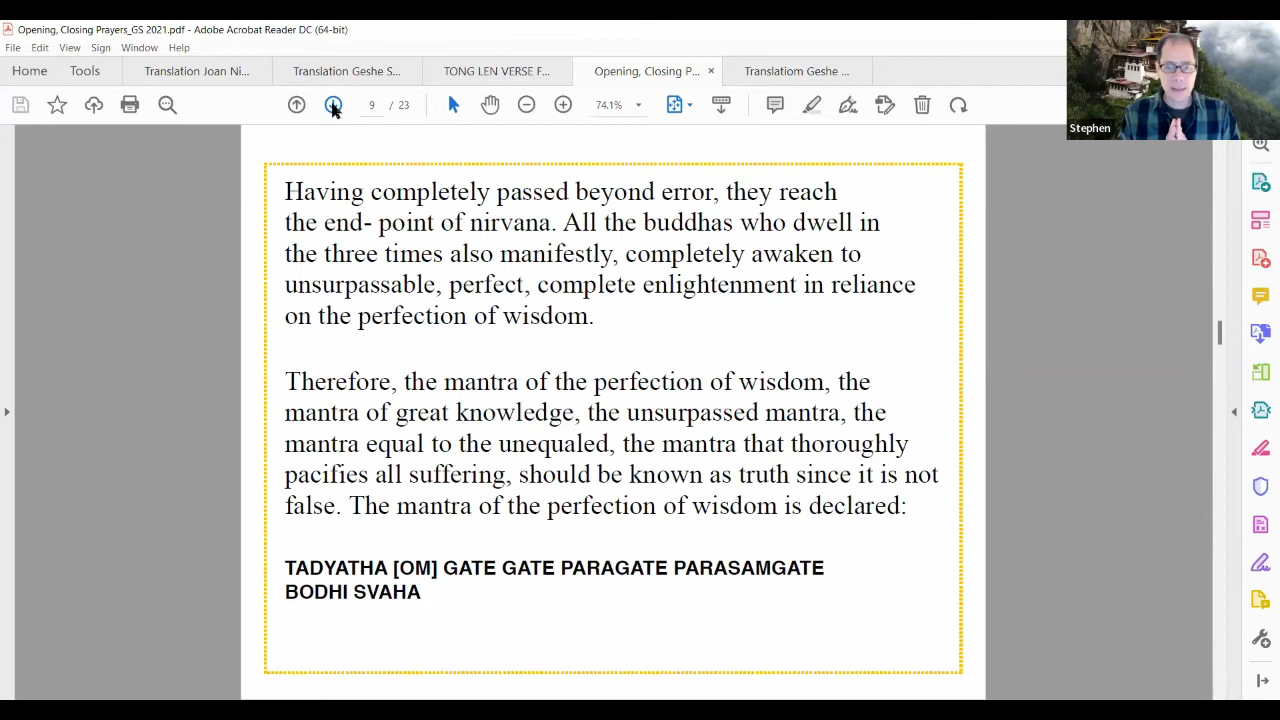 Opening, Closing Prayers_GS 2021.pdf - Adobe Acrobat Reader DC (64-bit)
File Edit View Sign Window Help
Home Tools Translation Joan Ni... Translation Geshe S... TONG LEN VERSE F... Opening, Closing P... × Translatiom Geshe ...
9 / 23 74.1%
Stephen
Having completely passed beyond error, they reach
the end- point of nirvana. All the buddhas who dwell in
the three times also manifestly, completely awaken to
unsurpassable, perfect, complete enlightenment in reliance
on the perfection of wisdom.
Therefore, the mantra of the perfection of wisdom, the
mantra of great knowledge, the unsurpassed mantra, the
mantra equal to the unequaled, the mantra that thoroughly
pacifies all suffering, should be known as truth since it is not
false. The mantra of the perfection of wisdom is declared:
TADYATHA [OM] GATE GATE PARAGATE PARASAMGATE
BODHI SVAHA